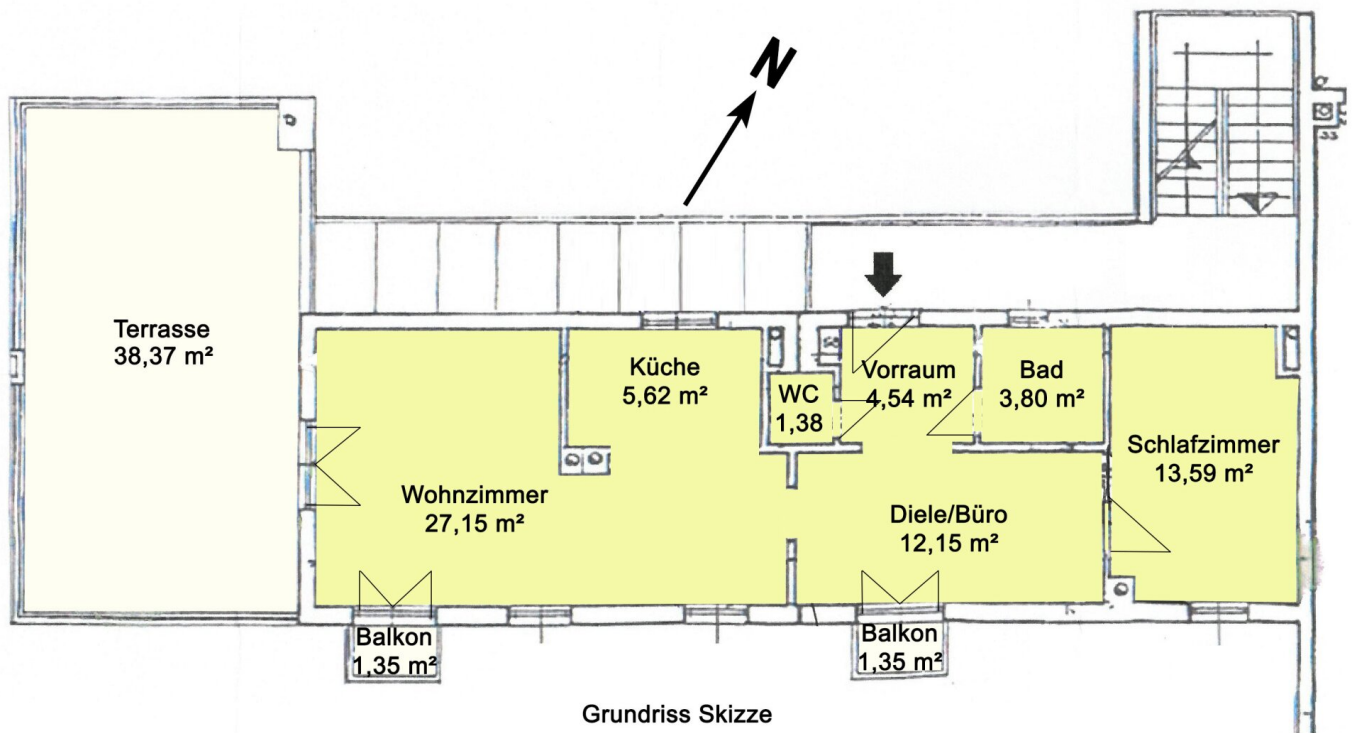 N
Terrasse
38,37 m²
Küche
5,62 m²
WC
1,38
Vorraum
4,54 m²
Bad
3,80 m²
Schlafzimmer
13,59 m²
Wohnzimmer
27,15 m²
Diele/Büro
12,15 m²
Balkon
1,35 m²
Balkon
1,35 m²
Grundriss Skizze